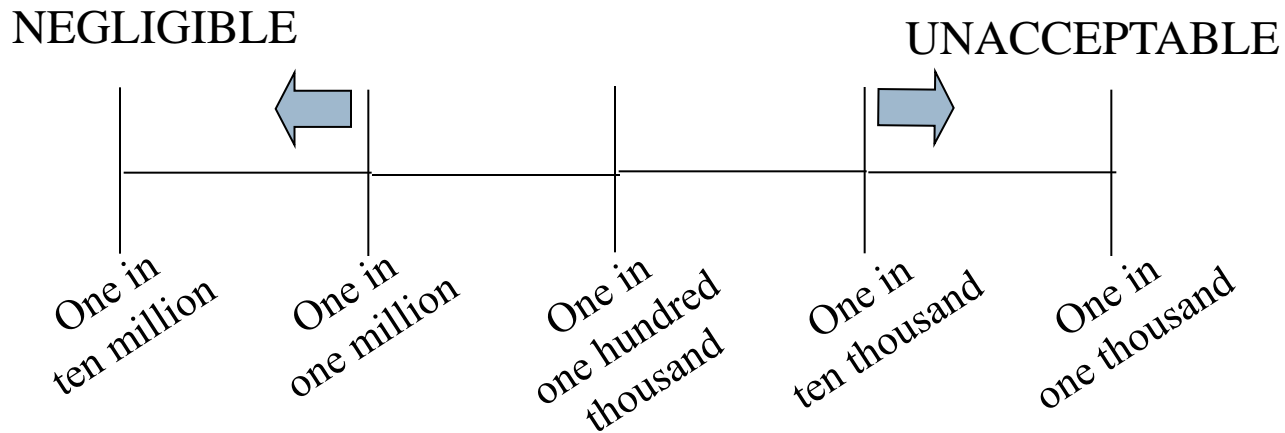 NEGLIGIBLE
UNACCEPTABLE
One in
ten million
One in
one million
One in
one hundred
thousand
One in
ten thousand
One in
one thousand